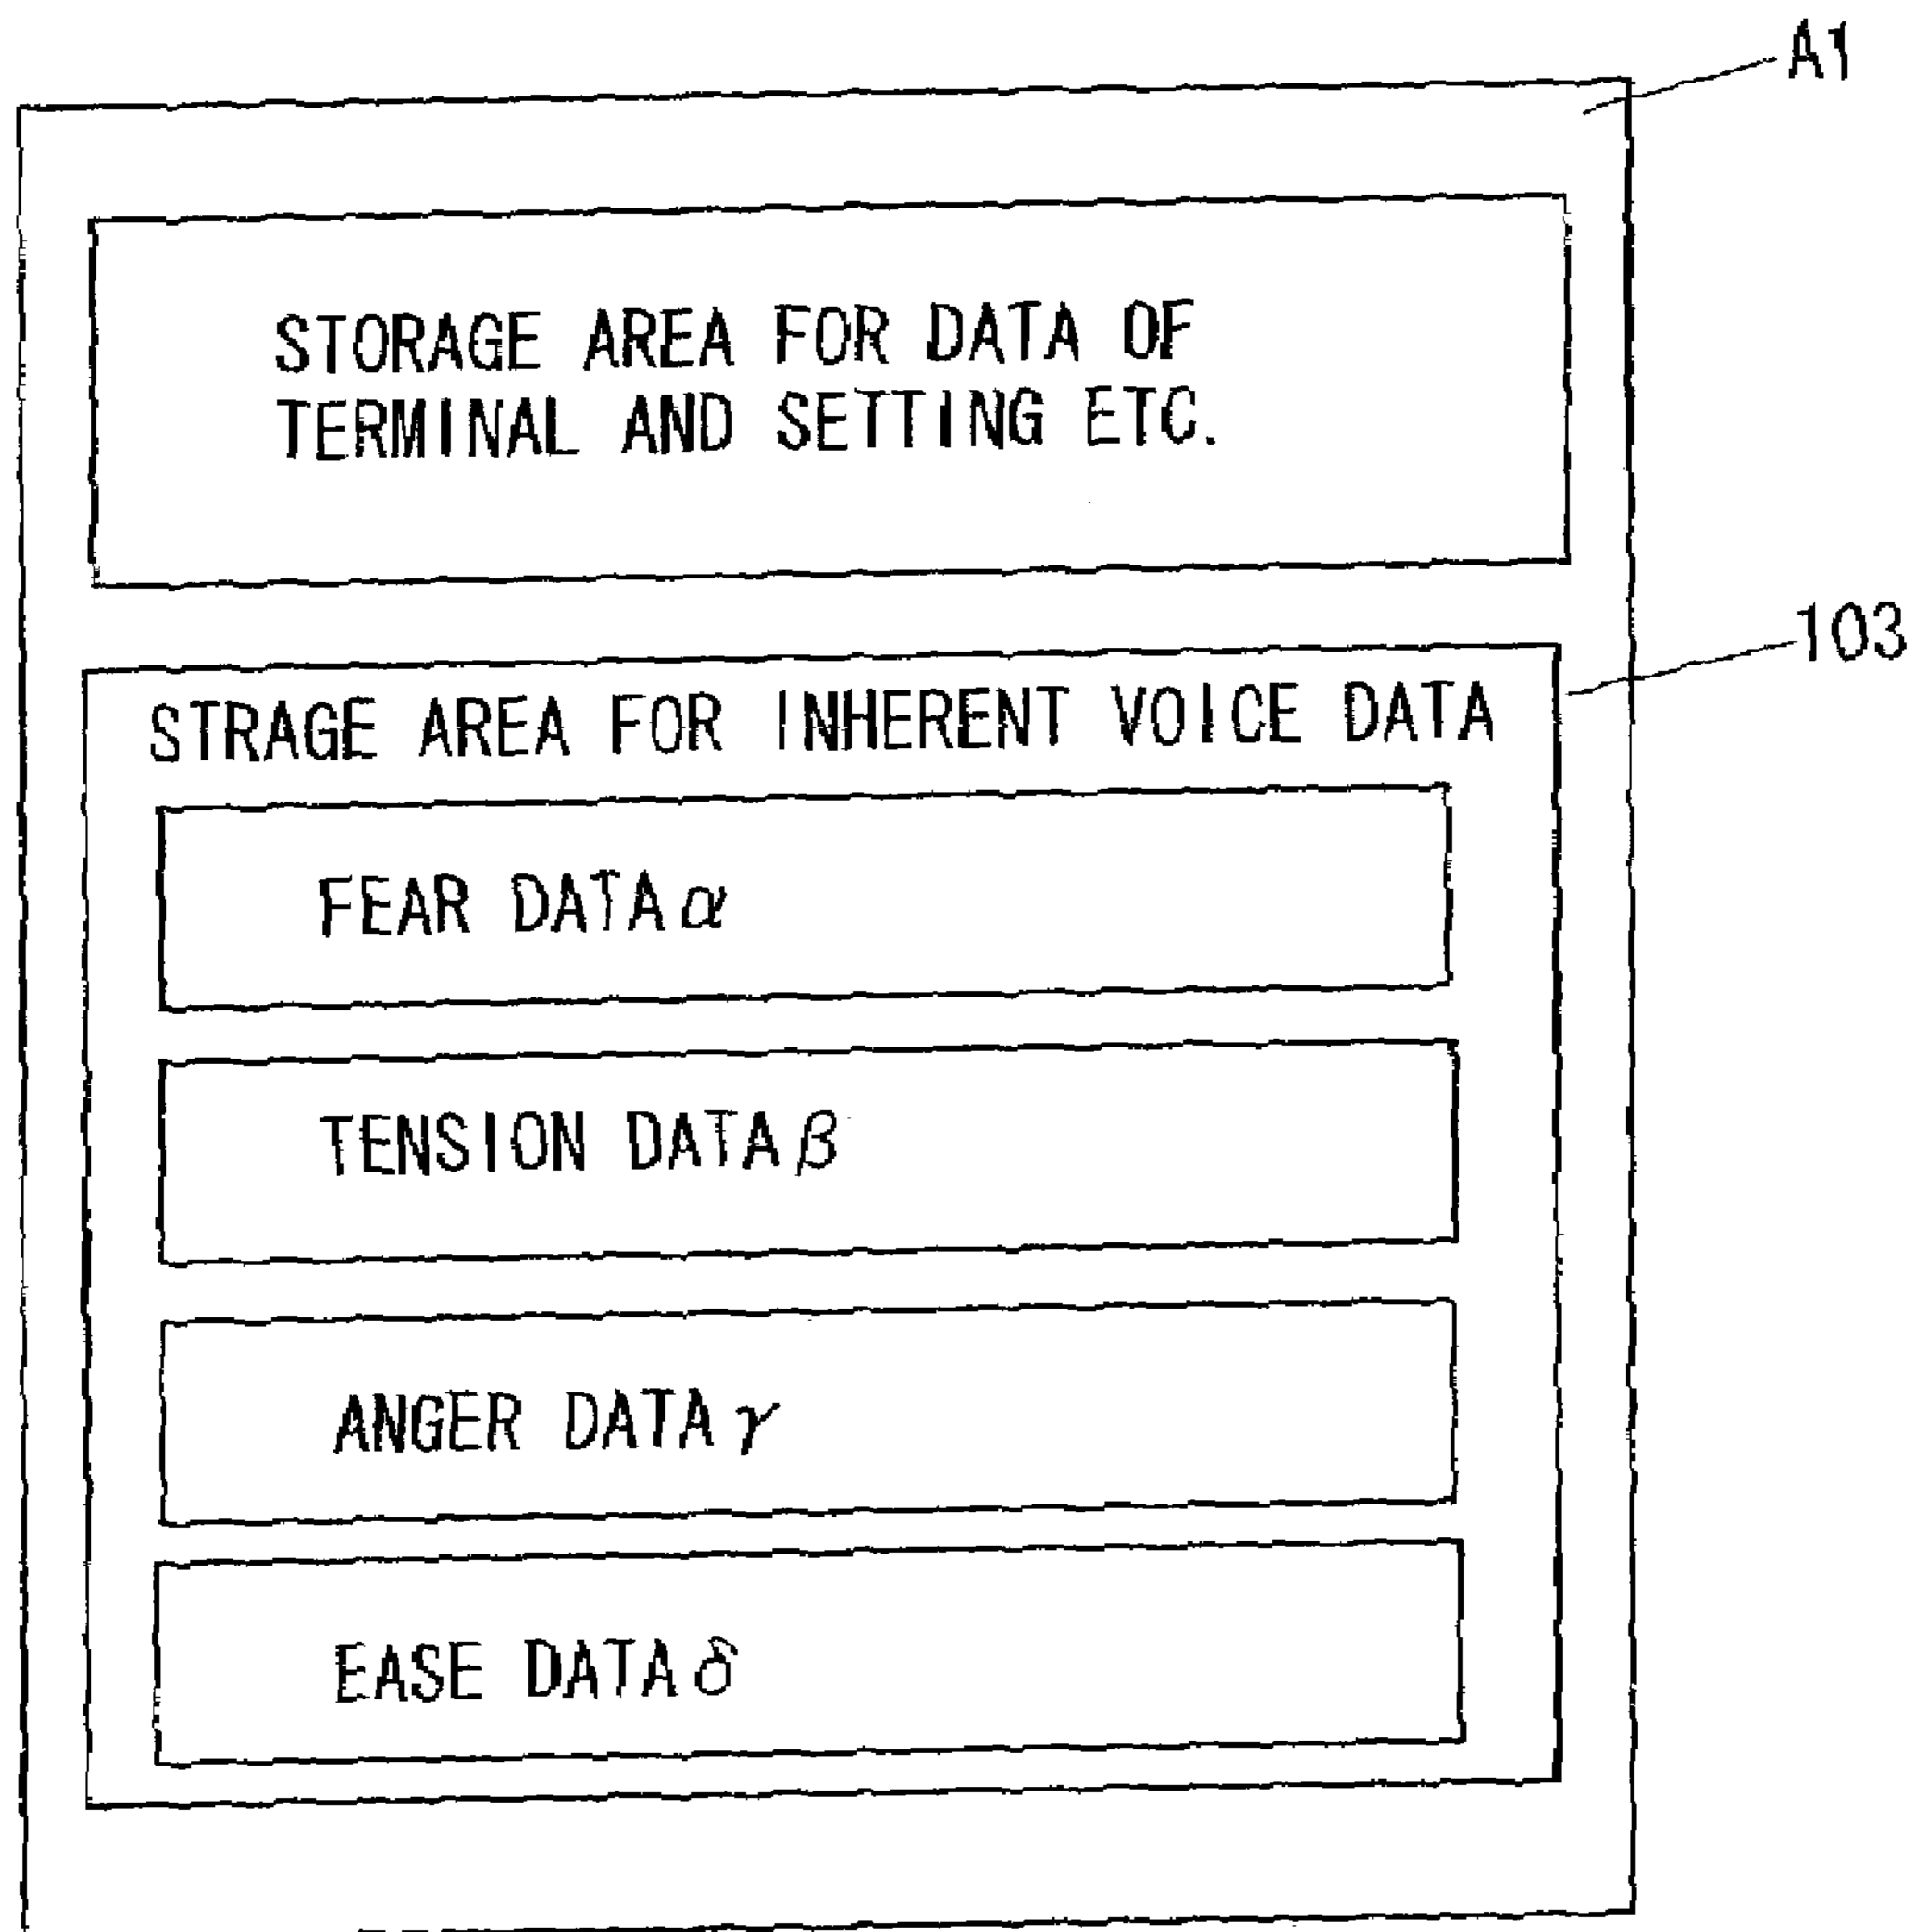 A1
STORAGE AREA FOR DATA OF
TERMINAL AND SETTING ETC.
103
STRAGE AREA FOR INHERENT VOICE DATA
FEAR DATA α
TENSION DATA β
ANGER DATA γ
EASE DATA δ